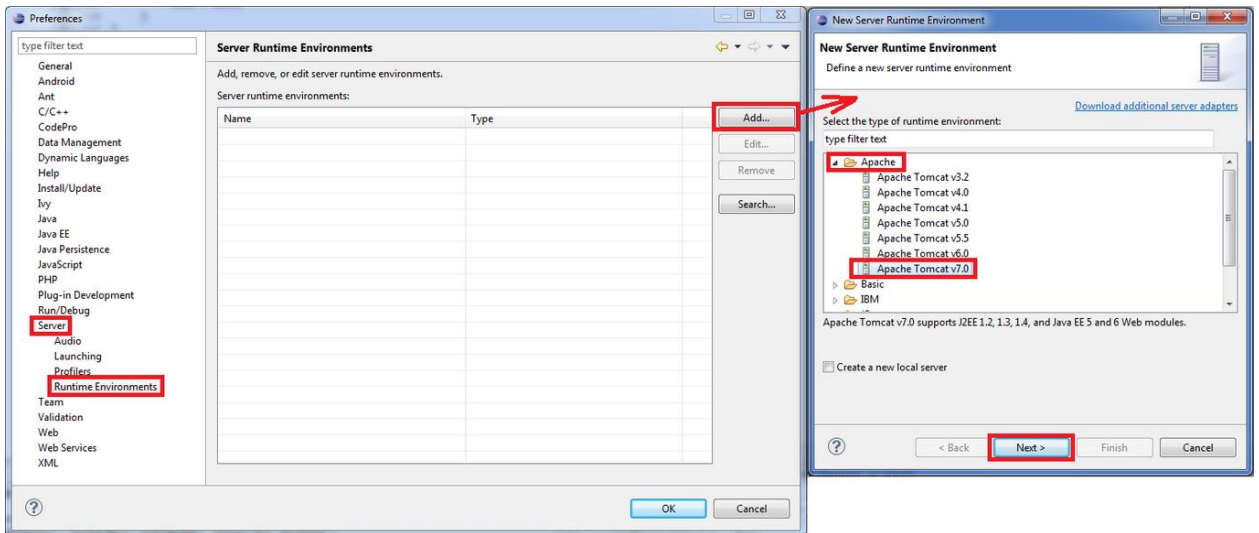 Preferences
type filter text
General
Android
Ant
C/C++
CodePro
Data Management
Dynamic Languages
Help
Install/Update
Ivy
Java
Java EE
Java Persistence
JavaScript
PHP
Plug-in Development
Run/Debug
Server
Audio
Launching
Profilers
Runtime Environments
Team
Validation
Web
Web Services
XML
Server Runtime Environments
Add, remove, or edit server runtime environments.
Server runtime environments:
Name Type
Add...
Edit...
Remove
Search...
OK Cancel
New Server Runtime Environment
New Server Runtime Environment
Define a new server runtime environment
Download additional server adapters
Select the type of runtime environment:
type filter text
Apache
Apache Tomcat v3.2
Apache Tomcat v4.0
Apache Tomcat v4.1
Apache Tomcat v5.0
Apache Tomcat v5.5
Apache Tomcat v6.0
Apache Tomcat v7.0
Basic
IBM
Apache Tomcat v7.0 supports J2EE 1.2, 1.3, 1.4, and Java EE 5 and 6 Web modules.
Create a new local server
< Back Next > Finish Cancel